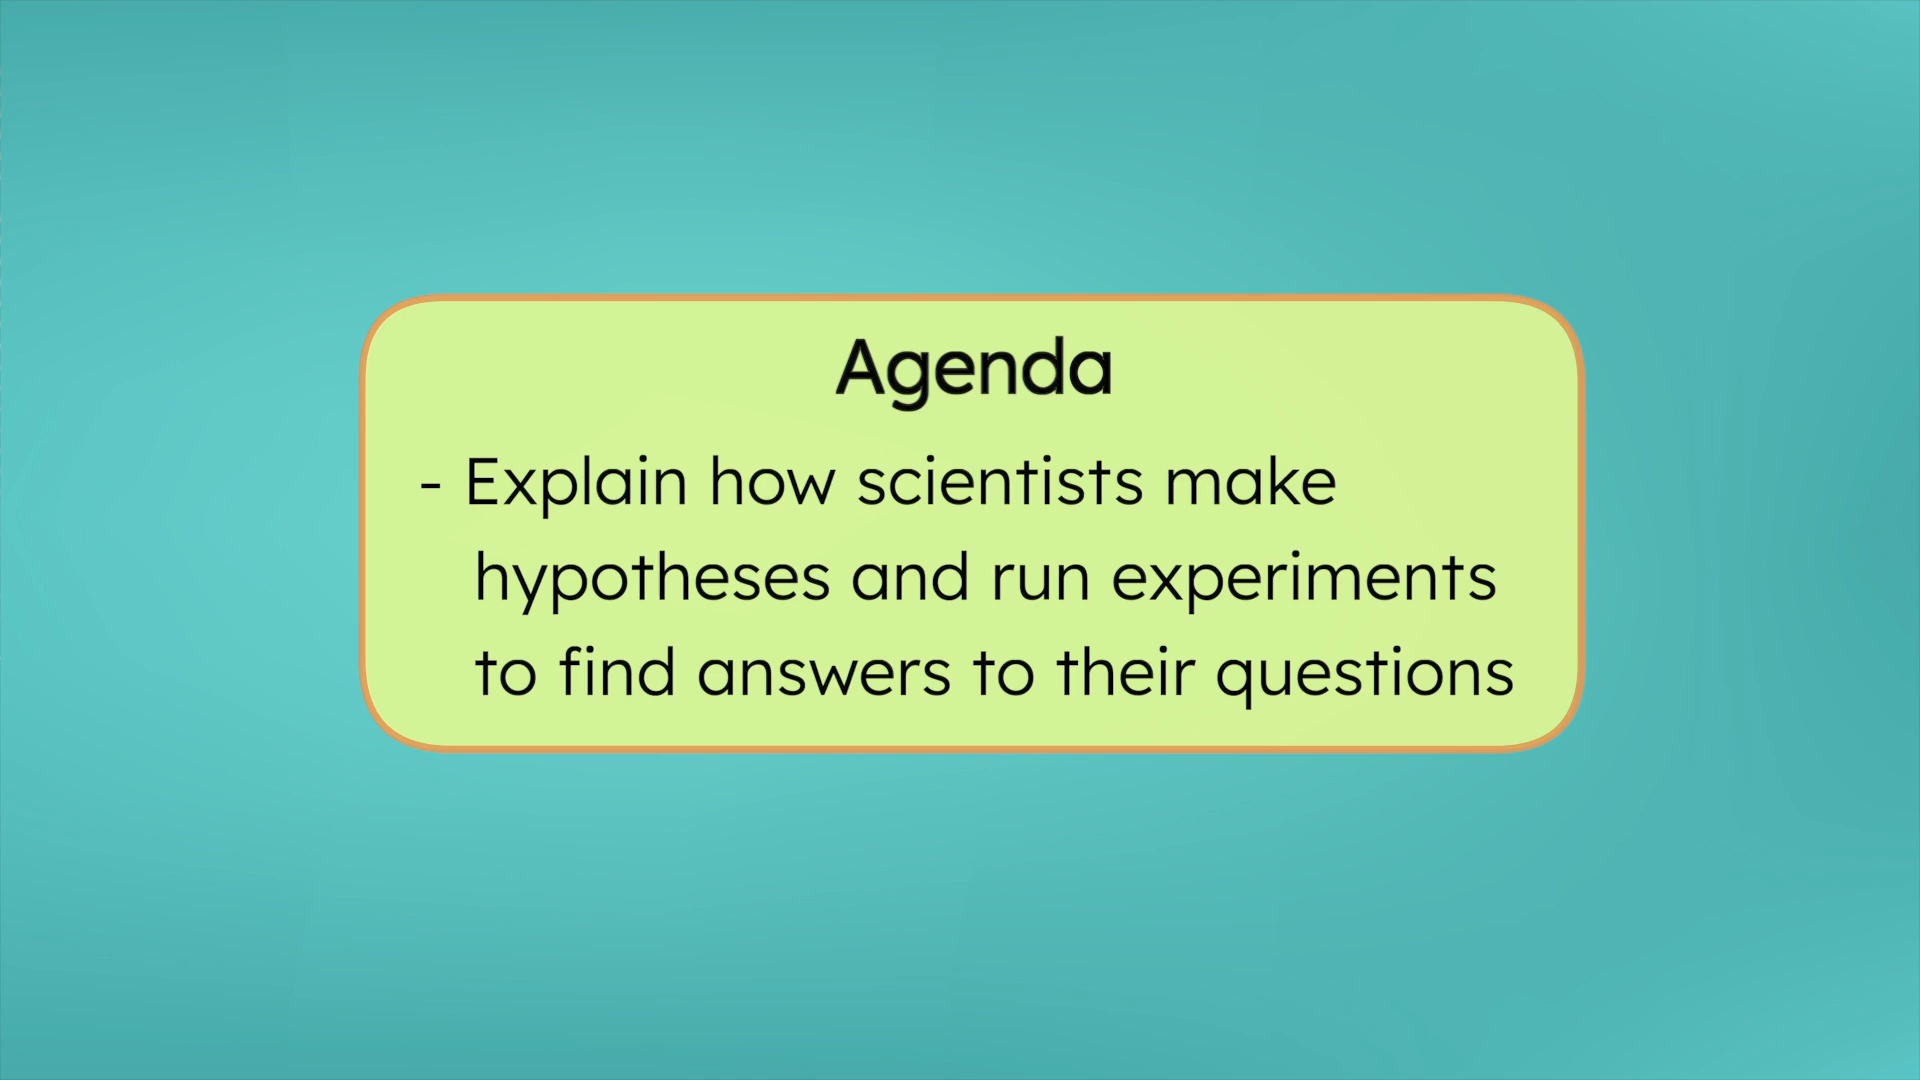 Agenda
- Explain how scientists make
hypotheses and run experiments
to find answers to their questions